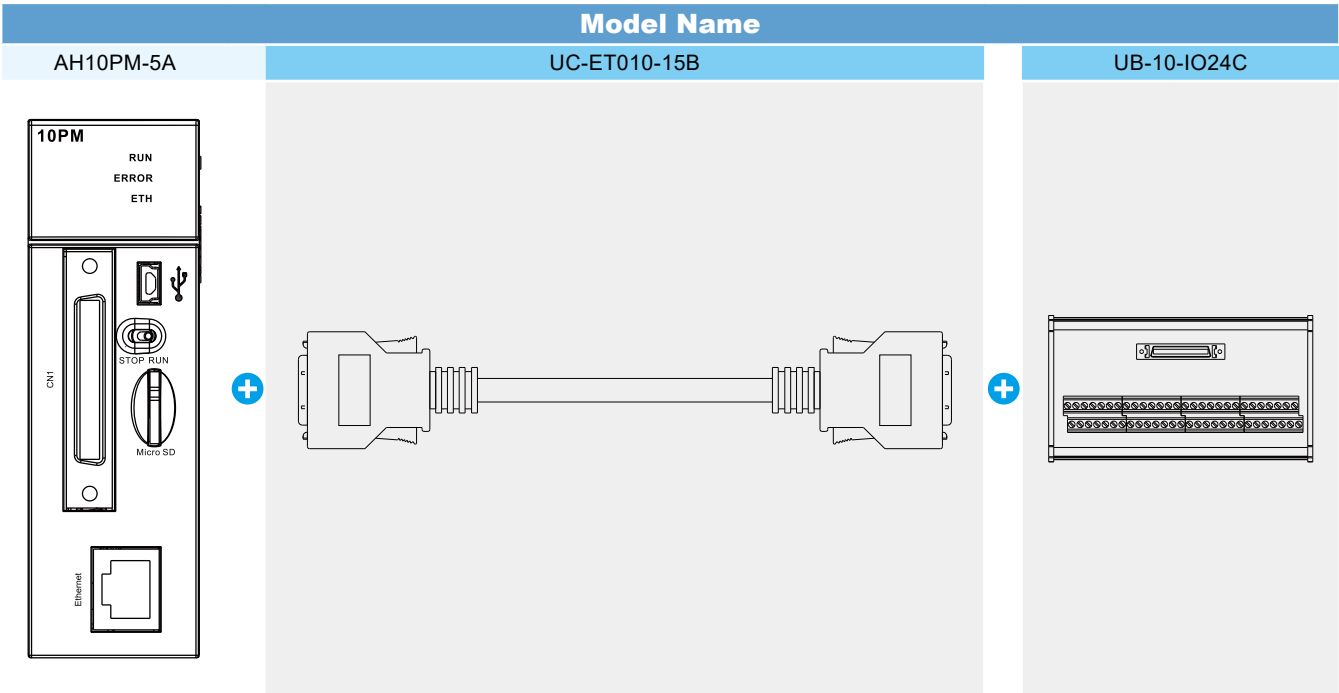 Model Name
AH10PM-5A
UC-ET010-15B
UB-10-IO24C
10PM
RUN
ERROR
ETH
CN1
STOP RUN
Micro SD
Ethernet